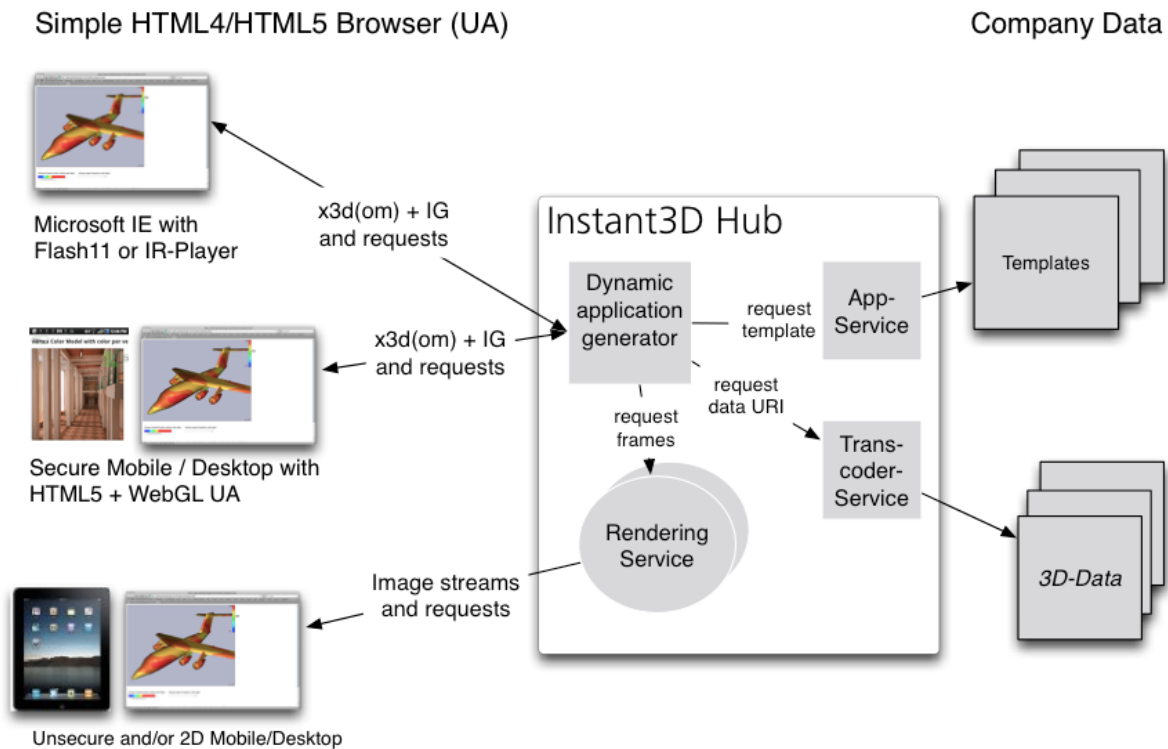 Simple HTML4/HTML5 Browser (UA)
Company Data
Microsoft IE with
Flash11 or IR-Player
x3d(om) + IG
and requests
Secure Mobile / Desktop with
HTML5 + WebGL UA
x3d(om) + IG
and requests
Unsecure and/or 2D Mobile/Desktop
Image streams
and requests
Instant3D Hub
Dynamic
application
generator
request
template
App-
Service
request
data URI
Trans-
coder-
Service
request
frames
Rendering
Service
Templates
3D-Data